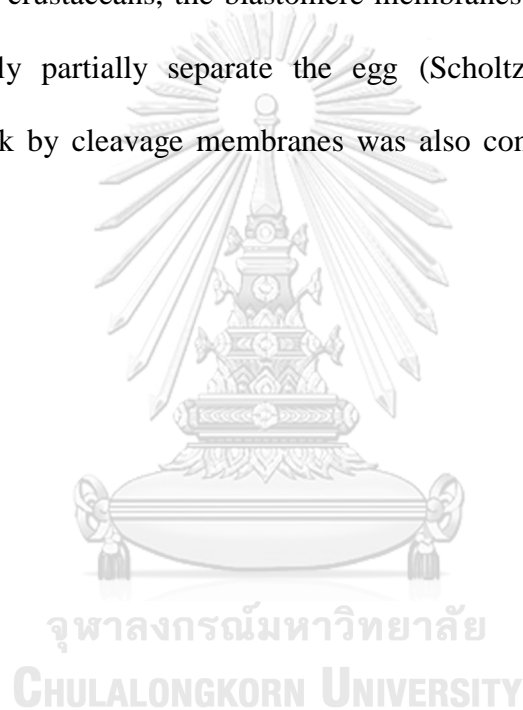 crustaceans, the blastomere membranes
ly partially separate the egg (Scholtz
k by cleavage membranes was also con
จุฬาลงกรณ์มหาวิทยาลัย
CHULALONGKORN UNIVERSITY